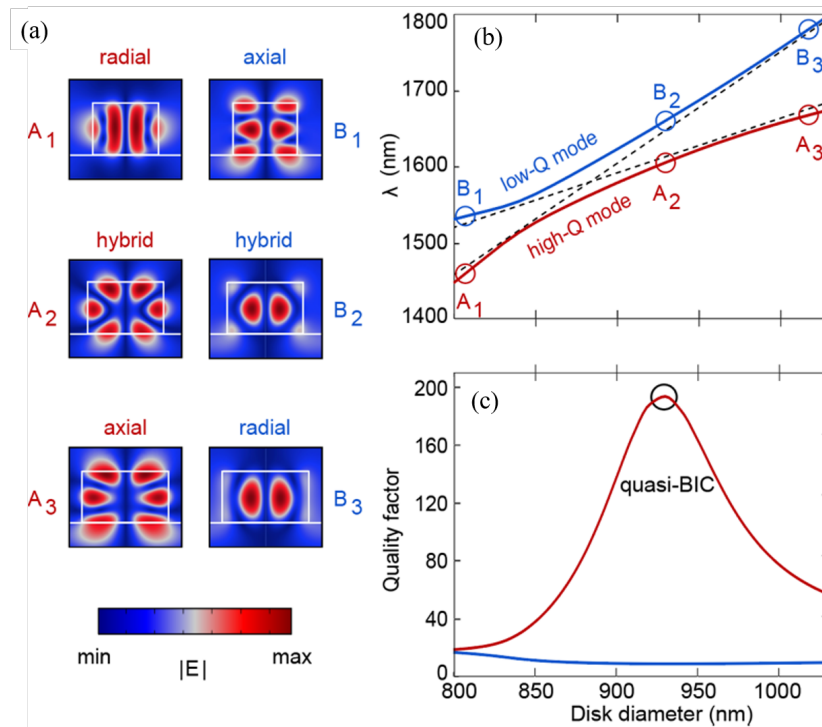 (a)
radial axial
A1 B1
hybrid
A2 B2
axial radial
A3 B3
min max
|E|
(b)
1800
1700
1600
1500
1400
λ (nm)
B1 low-Q mode B2 B3
A1 high-Q mode A2 A3
(c)
200
160
120
80
40
0
Quality factor
quasi-BIC
800 850 900 950 1000
Disk diameter (nm)